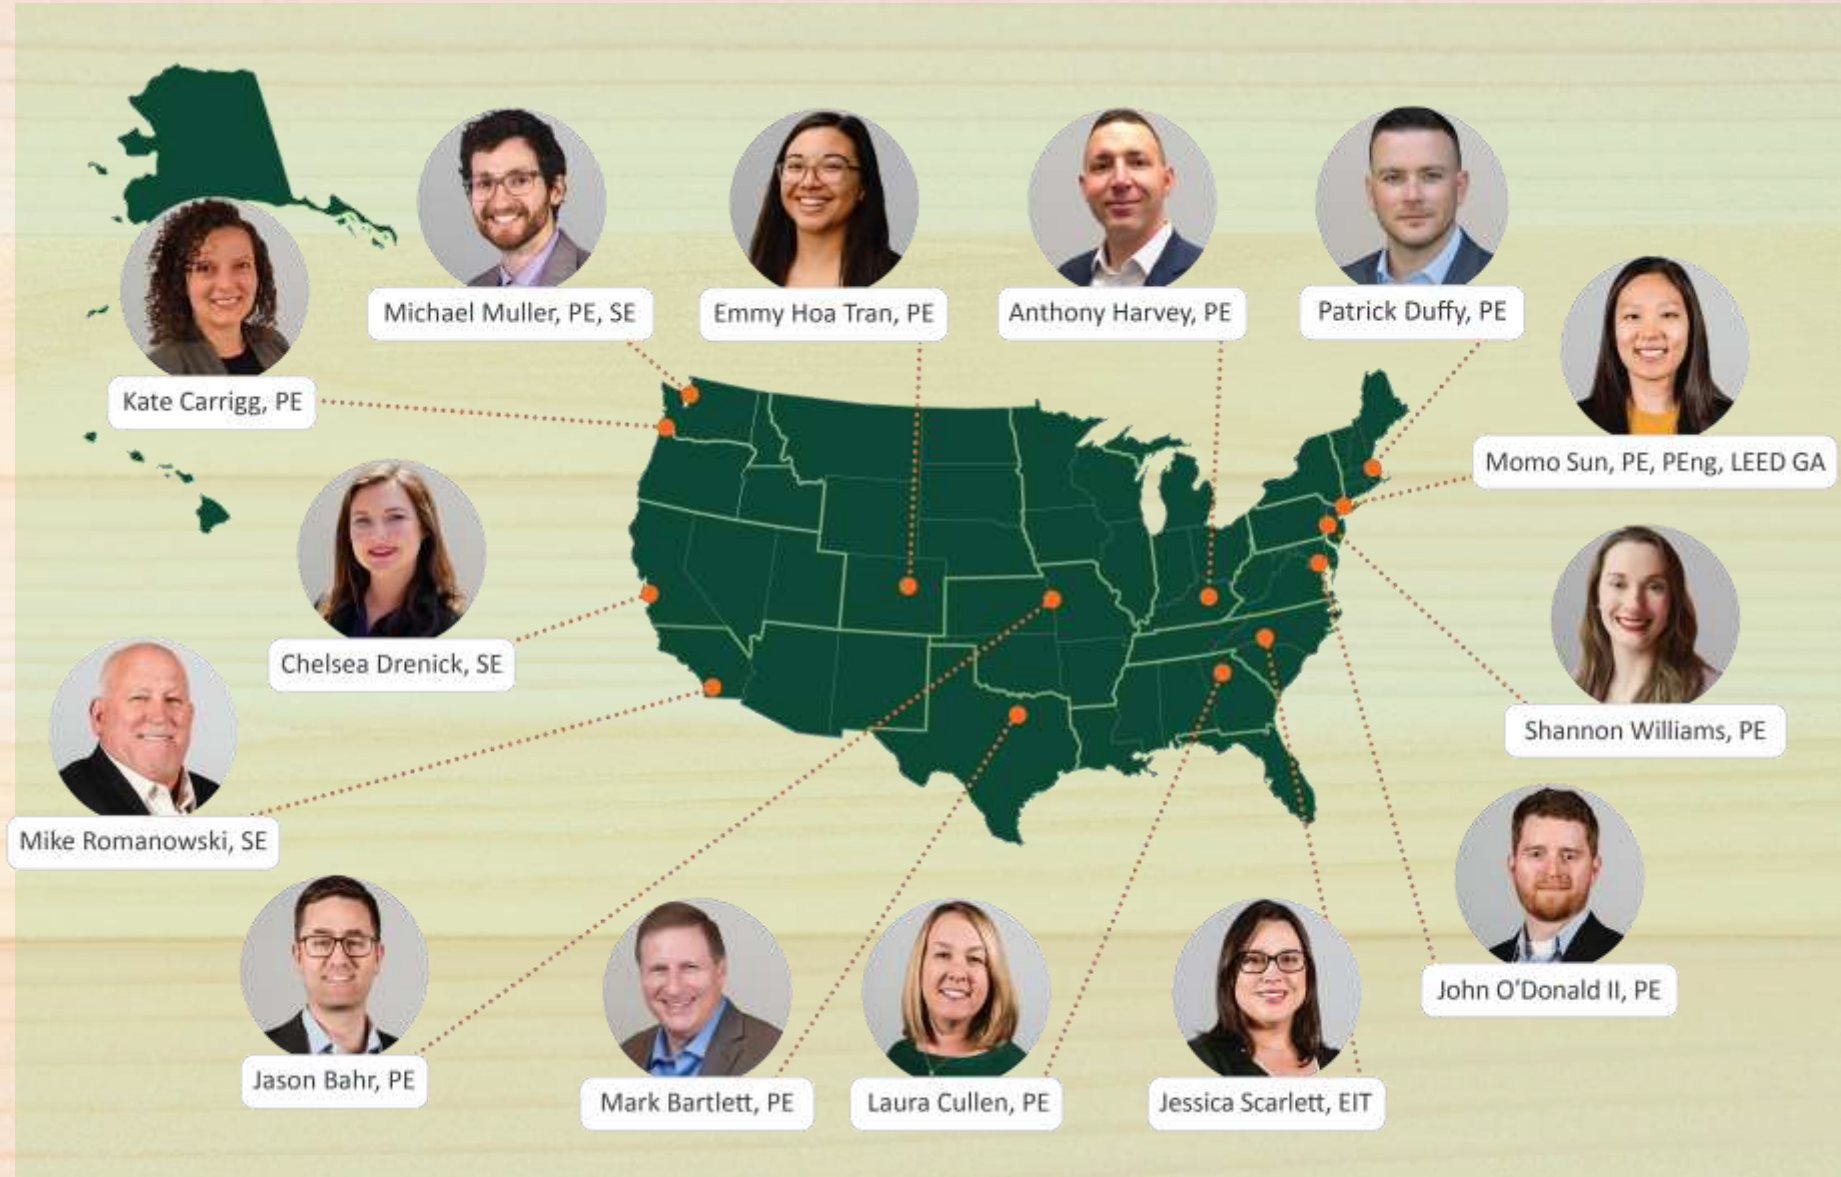 Michael Muller, PE, SE
Emmy Hoa Tran, PE
Anthony Harvey, PE
Patrick Duffy, PE
Kate Carrigg, PE
Momo Sun, PE, PEng, LEED GA
Chelsea Drenick, SE
Shannon Williams, PE
Mike Romanowski, SE
John O'Donald II, PE
Jason Bahr, PE
Mark Bartlett, PE
Laura Cullen, PE
Jessica Scarlett, EIT